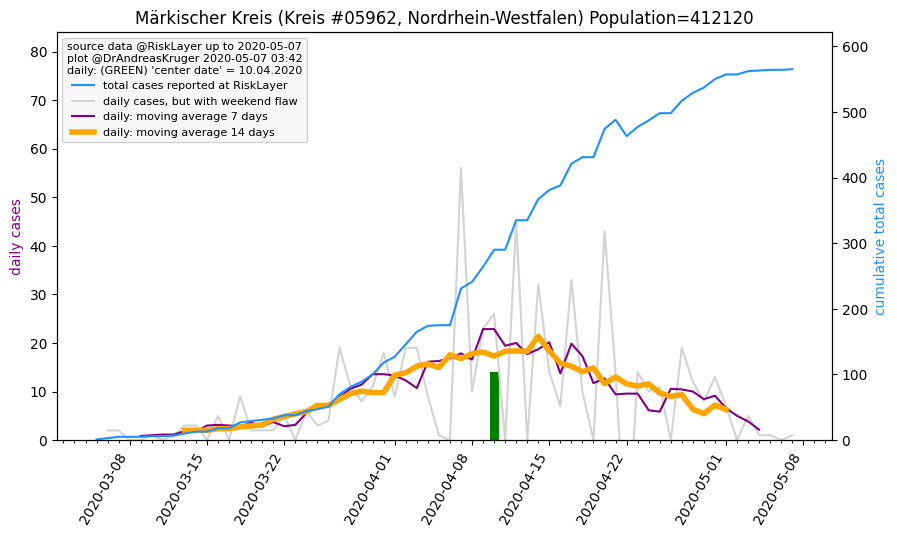 Märkischer Kreis (Kreis #05962, Nordrhein-Westfalen) Population=412120
source data @RiskLayer up to 2020-05-07
plot @DrAndreasKruger 2020-05-07 03:42
daily: (GREEN) 'center date' = 10.04.2020
total cases reported at RiskLayer
daily cases, but with weekend flaw
daily: moving average 7 days
daily: moving average 14 days
daily cases
80
70
60
50
40
30
20
10
0
600
500
400
300
200
100
0
cumulative total cases
2020-03-08
2020-03-15
2020-03-22
2020-04-01
2020-04-08
2020-04-15
2020-04-22
2020-05-01
2020-05-08